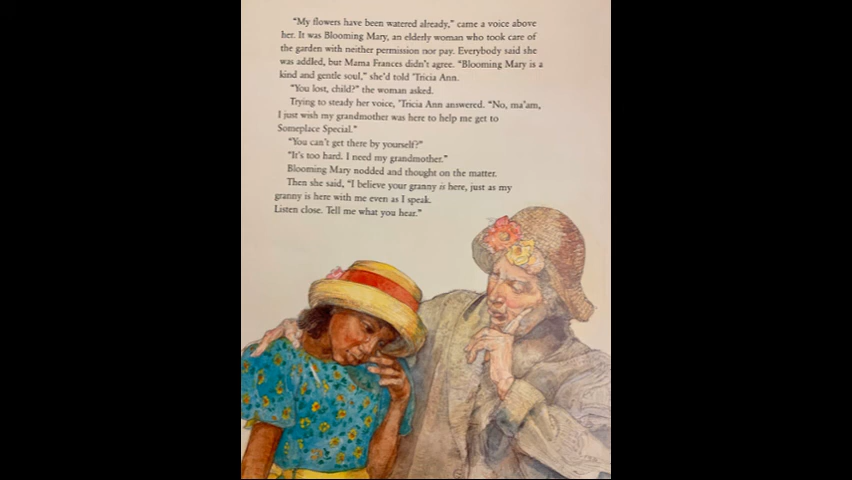 "My flowers have been watered already," came a voice above
her. It was Blooming Mary, an elderly woman who took care of
the garden with neither permission nor pay. Everybody said she
was addled, but Mama Frances didn't agree. "Blooming Mary is a
kind and gentle soul," she'd told 'Tricia Ann.
"You lost, child?" the woman asked.
Trying to steady her voice, 'Tricia Ann answered. "No, ma'am,
I just wish my grandmother was here to help me get to
Someplace Special."
"You can't get there by yourself?"
"It's too hard. I need my grandmother."
Blooming Mary nodded and thought on the matter.
Then she said, "I believe your granny is here, just as my
granny is here with me even as I speak.
Listen close. Tell me what you hear."